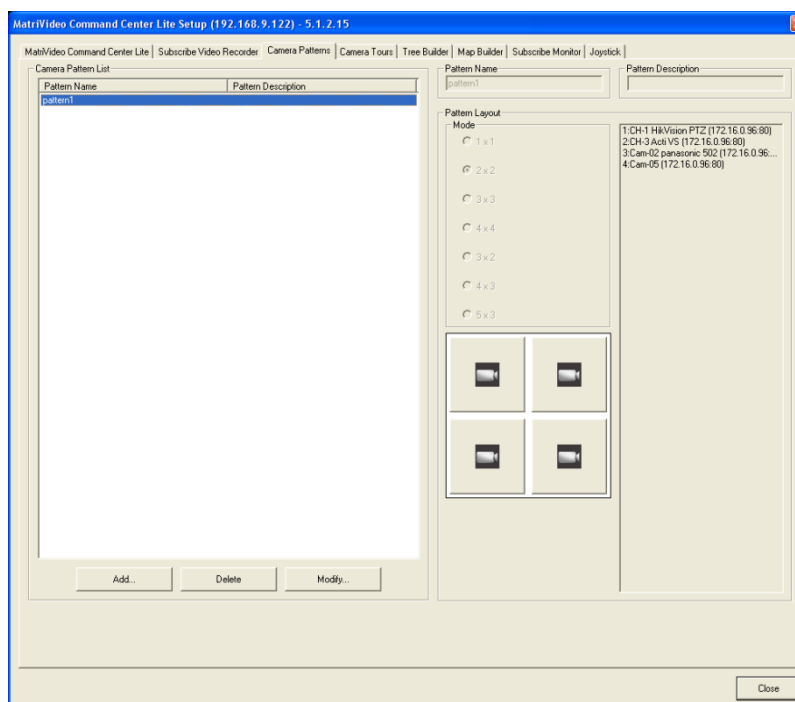 MatriVideo Command Center Lite Setup (192.168.9.122) - 5.1.2.15
MatriVideo Command Center Lite Subscribe Video Recorder Camera Patterns Camera Tours Tree Builder Map Builder Subscribe Monitor Joystick
Camera Pattern List
Pattern Name Pattern Description
pattern1
Add... Delete Modify...
Pattern Name
pattern1
Pattern Description
Pattern Layout
Mode
1 x 1
2 x 2
3 x 3
4 x 4
3 x 2
4 x 3
5 x 3
1:CH-1 HikVision PTZ (172.16.0.96:80)
2:CH-3 Acti VS (172.16.0.96:80)
3:Cam-02 panasonic 502 (172.16.0.96:...
4:Cam-05 (172.16.0.96:80)
Close